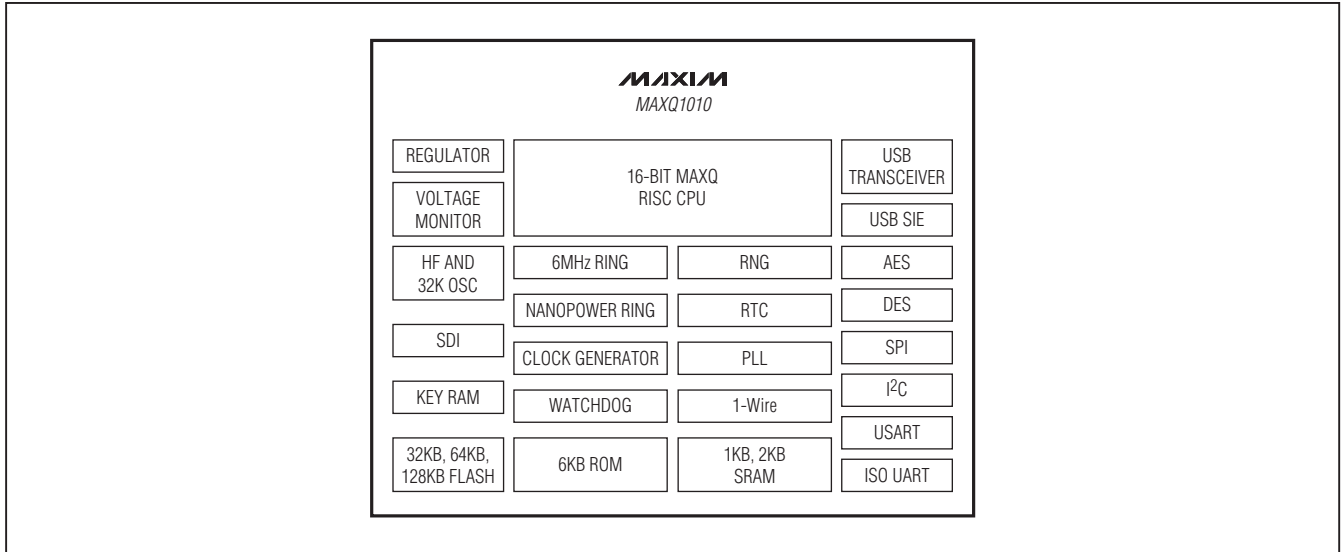 MAXIM
MAXQ1010
REGULATOR
VOLTAGE
MONITOR
HF AND
32K OSC
SDI
KEY RAM
32KB, 64KB,
128KB FLASH
16-BIT MAXQ
RISC CPU
6MHz RING
NANOPOWER RING
CLOCK GENERATOR
WATCHDOG
6KB ROM
RNG
RTC
PLL
1-Wire
1KB, 2KB
SRAM
USB
TRANSCEIVER
USB SIE
AES
DES
SPI
I²C
USART
ISO UART